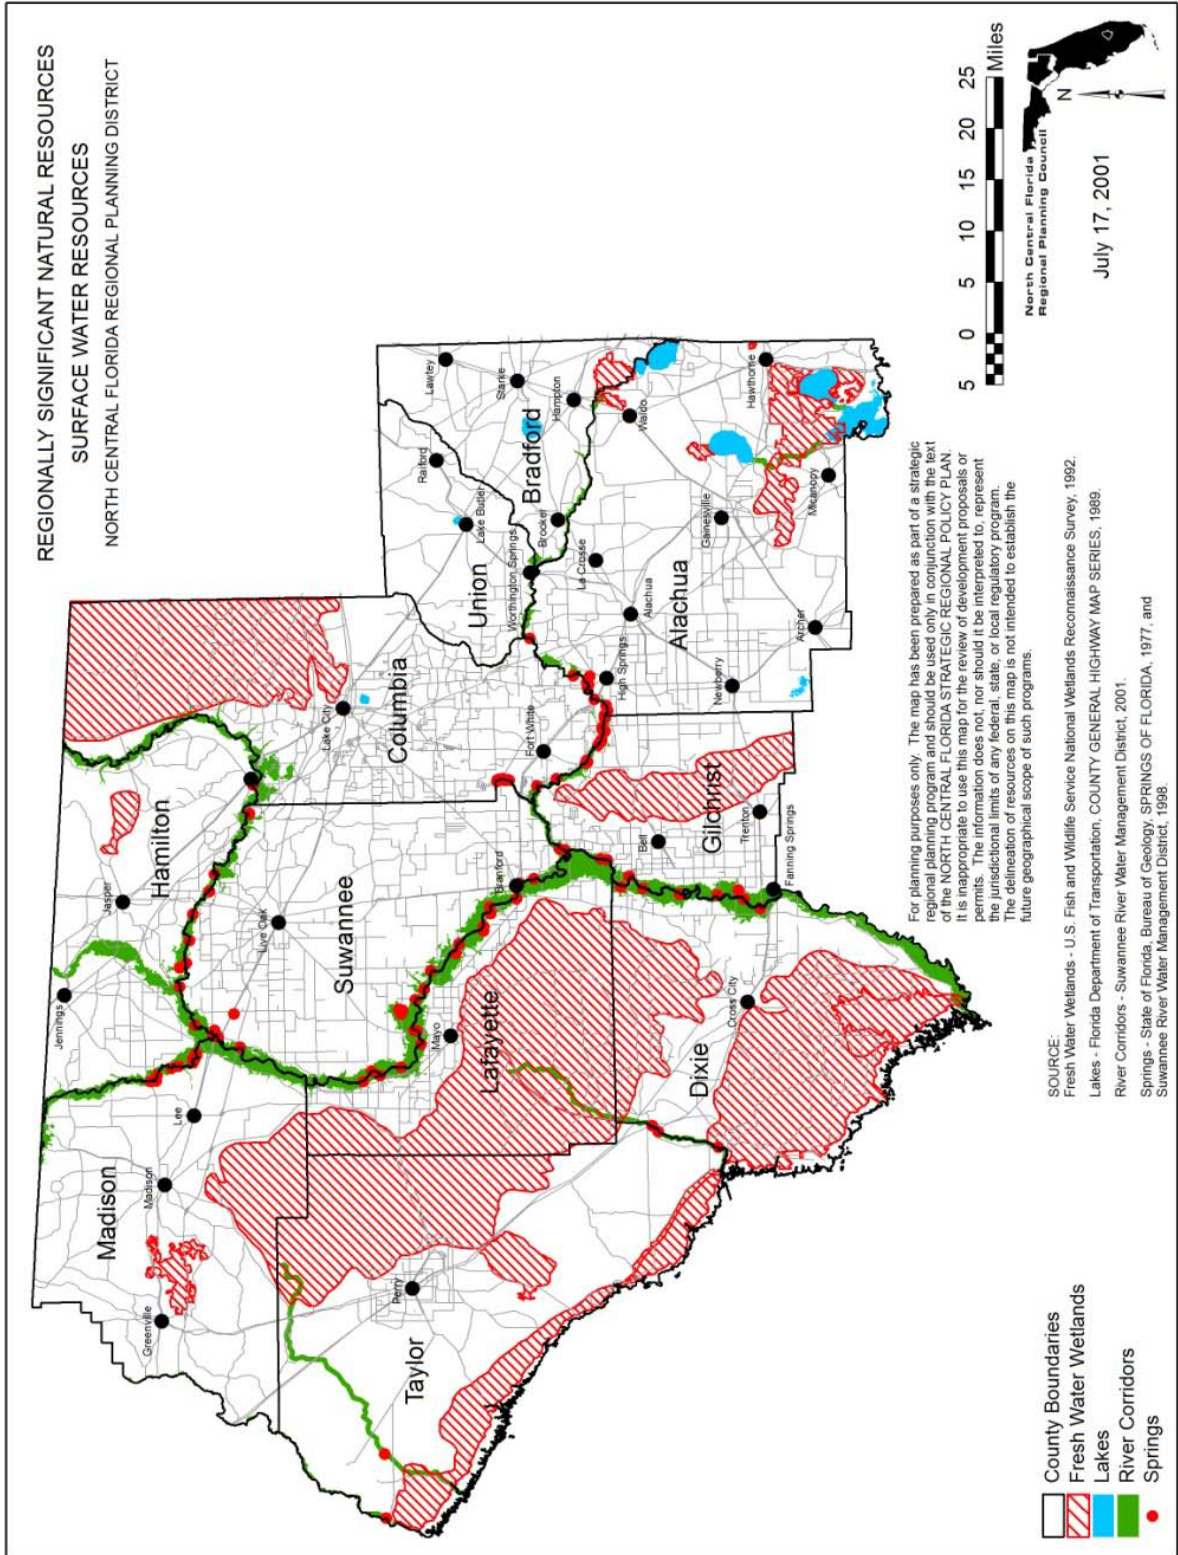 REGIONALLY SIGNIFICANT NATURAL RESOURCES
SURFACE WATER RESOURCES
NORTH CENTRAL FLORIDA REGIONAL PLANNING DISTRICT
Jennings
Jasper
Hamilton
Madison
Greenville
Madison
Lee
Live Oak
Suwannee
Lake City
Columbia
Fort White
Raiford
Lawtey
Lake Butler
Union
Starke
Worthington Springs
Bradford
Brooker
Hampton
La Crosse
Waldo
Alachua
High Springs
Alachua
Gainesville
Hawthorne
Newberry
Archer
Micanopy
Perry
Taylor
Mayo
Lafayette
Branford
Bell
Gilchrist
Trenton
Fanning Springs
Cross City
Dixie
For planning purposes only. The map has been prepared as part of a strategic
regional planning program and should be used only in conjunction with the text
of the NORTH CENTRAL FLORIDA STRATEGIC REGIONAL POLICY PLAN.
It is inappropriate to use this map for the review of development proposals or
permits. The information does not, nor should it be interpreted to, represent
the jurisdictional limits of any federal, state, or local regulatory program.
The delineation of resources on this map is not intended to establish the
future geographical scope of such programs.
5 0 5 10 15 20 25
Miles
North Central Florida
Regional Planning Council
N
July 17, 2001
County Boundaries
Fresh Water Wetlands
Lakes
River Corridors
Springs
SOURCE:
Fresh Water Wetlands - U.S. Fish and Wildlife Service National Wetlands Reconnaissance Survey, 1992.
Lakes - Florida Department of Transportation, COUNTY GENERAL HIGHWAY MAP SERIES, 1989.
River Corridors - Suwannee River Water Management District, 2001.
Springs - State of Florida, Bureau of Geology, SPRINGS OF FLORIDA, 1977, and
Suwannee River Water Management District, 1998.